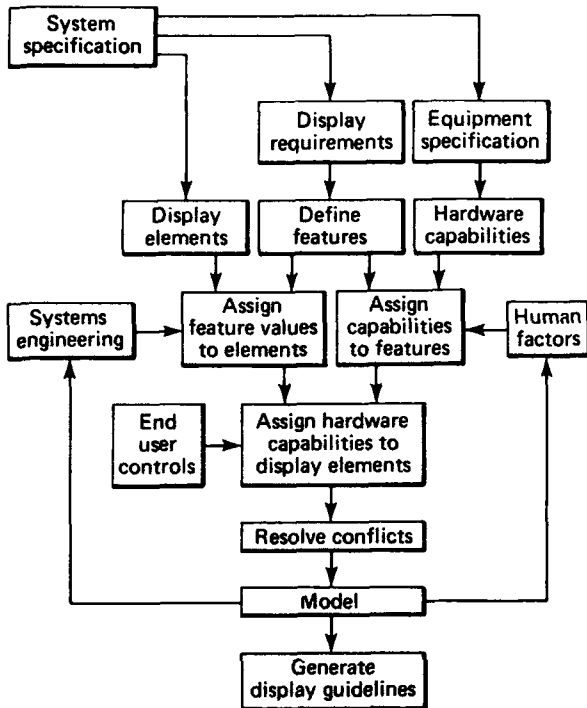 System
specification
Display
requirements
Equipment
specification
Display
elements
Define
features
Hardware
capabilities
Systems
engineering
Assign
feature values
to elements
Assign
capabilities
to features
Human
factors
End
user
controls
Assign hardware
capabilities to
display elements
Resolve conflicts
Model
Generate
display guidelines